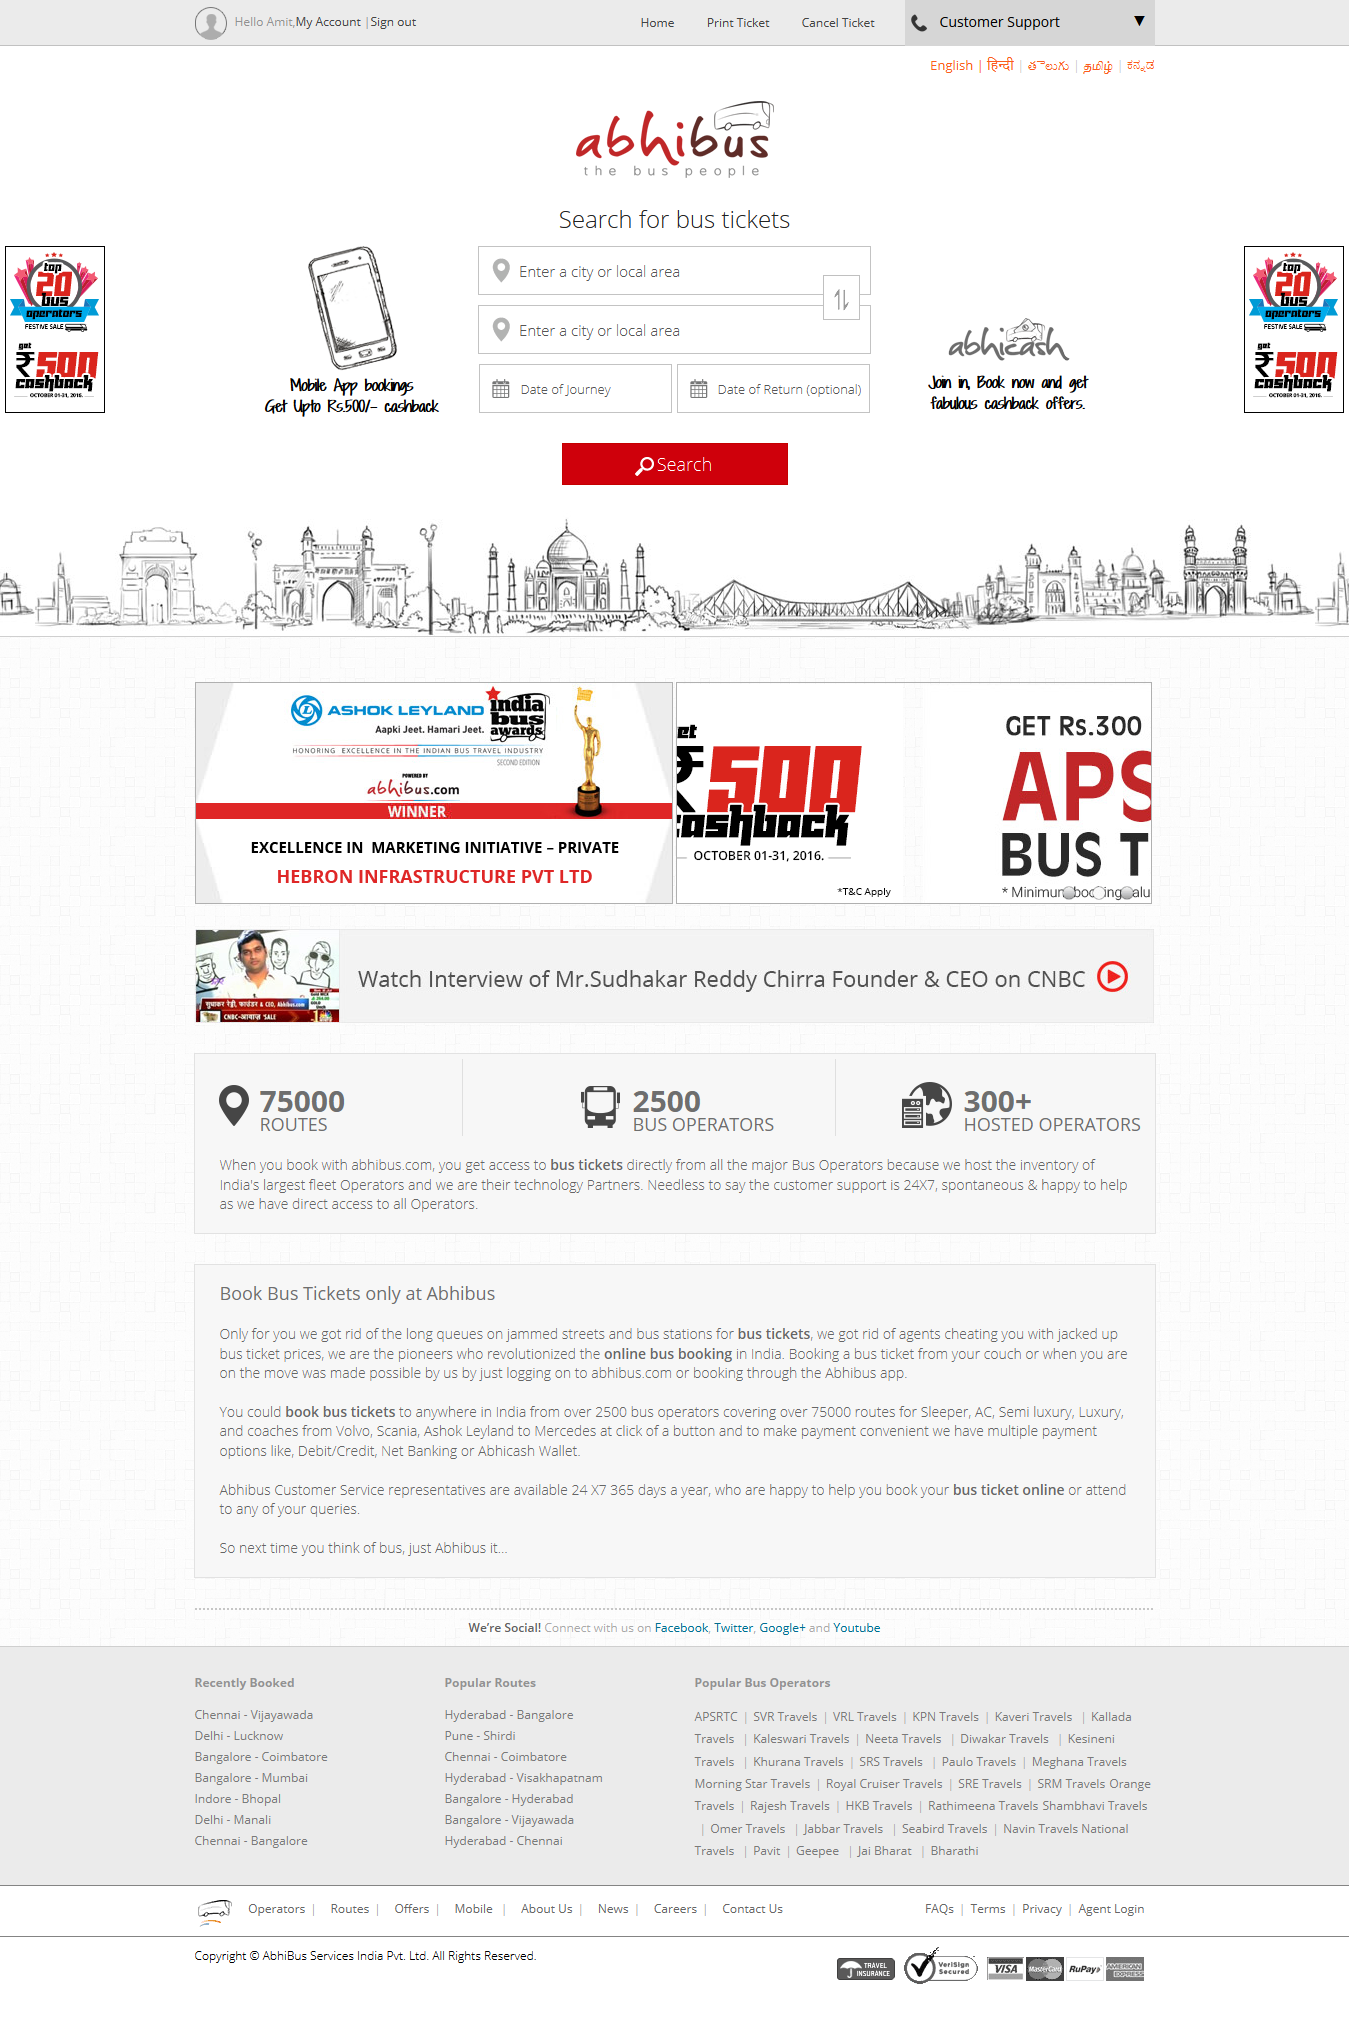 Hello Amit,My Account |Sign out
Home
Print Ticket
Cancel Ticket
Customer Support
English | हिन्दी | తెలుగు | தமிழ் | ಕನ್ನಡ
abhibus
the bus people
Search for bus tickets
top
20
bus
operators
FESTIVE SALE
get
₹500
cashback
OCTOBER 01-31, 2016.
Mobile App bookings
Get Upto Rs.500/- cashback
Enter a city or local area
Enter a city or local area
Date of Journey
Date of Return (optional)
abhicash
Join in, Book now and get
fabulous cashback offers.
top
20
bus
operators
FESTIVE SALE
get
₹500
cashback
OCTOBER 01-31, 2016.
Search
ASHOK LEYLAND
Aapki Jeet. Hamari Jeet.
india
bus
awards
HONORING EXCELLENCE IN THE INDIAN BUS TRAVEL INDUSTRY
SECOND EDITION
POWERED BY
abhibus.com
WINNER
EXCELLENCE IN MARKETING INITIATIVE – PRIVATE
HEBRON INFRASTRUCTURE PVT LTD
et
₹500
cashback
OCTOBER 01-31, 2016.
*T&C Apply
GET Rs.300
APS
BUS T
Watch Interview of Mr.Sudhakar Reddy Chirra Founder & CEO on CNBC
सुधाकर रेड्डी, फाउंडर & CEO, Abhibus.com
CNBC-आवाज़ SALE
75000
ROUTES
2500
BUS OPERATORS
300+
HOSTED OPERATORS
When you book with abhibus.com, you get access to bus tickets directly from all the major Bus Operators because we host the inventory of
India's largest fleet Operators and we are their technology Partners. Needless to say the customer support is 24X7, spontaneous & happy to help
as we have direct access to all Operators.
Book Bus Tickets only at Abhibus
Only for you we got rid of the long queues on jammed streets and bus stations for bus tickets, we got rid of agents cheating you with jacked up
bus ticket prices, we are the pioneers who revolutionized the online bus booking in India. Booking a bus ticket from your couch or when you are
on the move was made possible by us by just logging on to abhibus.com or booking through the Abhibus app.
You could book bus tickets to anywhere in India from over 2500 bus operators covering over 75000 routes for Sleeper, AC, Semi luxury, Luxury,
and coaches from Volvo, Scania, Ashok Leyland to Mercedes at click of a button and to make payment convenient we have multiple payment
options like, Debit/Credit, Net Banking or Abhicash Wallet.
Abhibus Customer Service representatives are available 24 X7 365 days a year, who are happy to help you book your bus ticket online or attend
to any of your queries.
So next time you think of bus, just Abhibus it...
We're Social! Connect with us on Facebook, Twitter, Google+ and Youtube
Recently Booked
Chennai - Vijayawada
Delhi - Lucknow
Bangalore - Coimbatore
Bangalore - Mumbai
Indore - Bhopal
Delhi - Manali
Chennai - Bangalore
Popular Routes
Hyderabad - Bangalore
Pune - Shirdi
Chennai - Coimbatore
Hyderabad - Visakhapatnam
Bangalore - Hyderabad
Bangalore - Vijayawada
Hyderabad - Chennai
Popular Bus Operators
APSRTC | SVR Travels | VRL Travels | KPN Travels | Kaveri Travels | Kallada
Travels | Kaleswari Travels | Neeta Travels | Diwakar Travels | Kesineni
Travels | Khurana Travels | SRS Travels | Paulo Travels | Meghana Travels
Morning Star Travels | Royal Cruiser Travels | SRE Travels | SRM Travels Orange
Travels | Rajesh Travels | HKB Travels | Rathimeena Travels Shambhavi Travels
| Omer Travels | Jabbar Travels | Seabird Travels | Navin Travels National
Travels | Pavit | Geepee | Jai Bharat | Bharathi
Operators | Routes | Offers | Mobile | About Us | News | Careers | Contact Us
FAQs | Terms | Privacy | Agent Login
Copyright © AbhiBus Services India Pvt. Ltd. All Rights Reserved.
TRAVEL
INSURANCE
VeriSign
Secured
VISA
MasterCard
RuPay
AMERICAN
EXPRESS